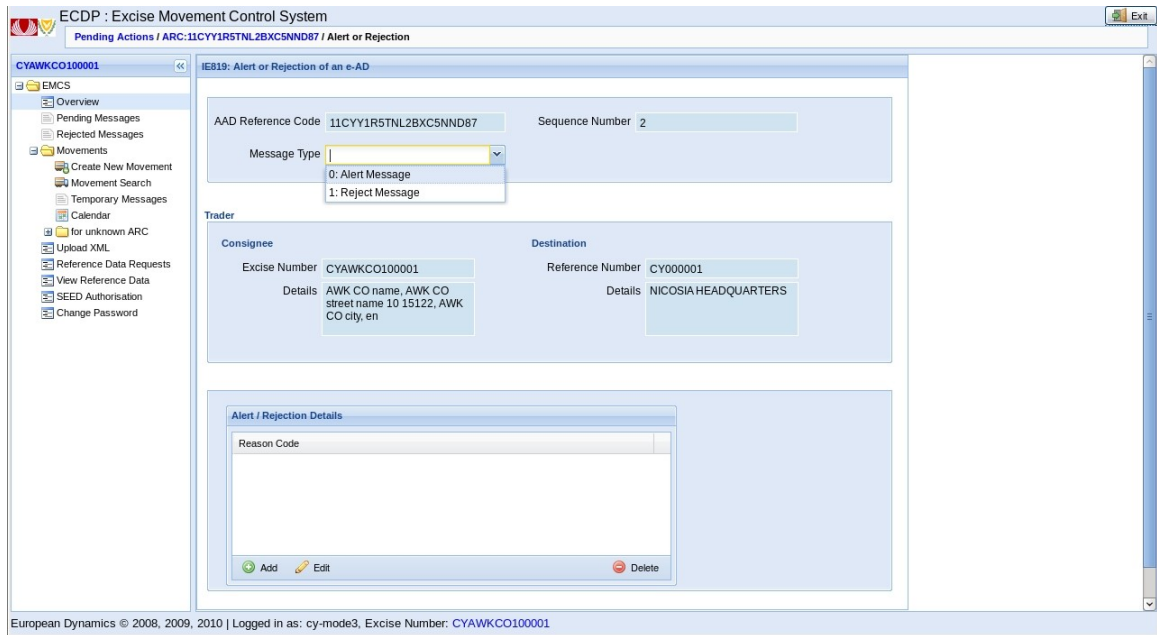 ECDP : Excise Movement Control System
Exit
Pending Actions / ARC:11CYY1R5TNL2BXC5NND87 / Alert or Rejection
CYAWKCO100001
EMCS
Overview
Pending Messages
Rejected Messages
Movements
Create New Movement
Movement Search
Temporary Messages
Calendar
for unknown ARC
Upload XML
Reference Data Requests
View Reference Data
SEED Authorisation
Change Password
IE819: Alert or Rejection of an e-AD
AAD Reference Code 11CYY1R5TNL2BXC5NND87 Sequence Number 2
Message Type
0: Alert Message
1: Reject Message
Trader
Consignee
Excise Number CYAWKCO100001
Details AWK CO name, AWK CO
street name 10 15122, AWK
CO city, en
Destination
Reference Number CY000001
Details NICOSIA HEADQUARTERS
Alert / Rejection Details
Reason Code
Add Edit Delete
European Dynamics © 2008, 2009, 2010 | Logged in as: cy-mode3, Excise Number: CYAWKCO100001